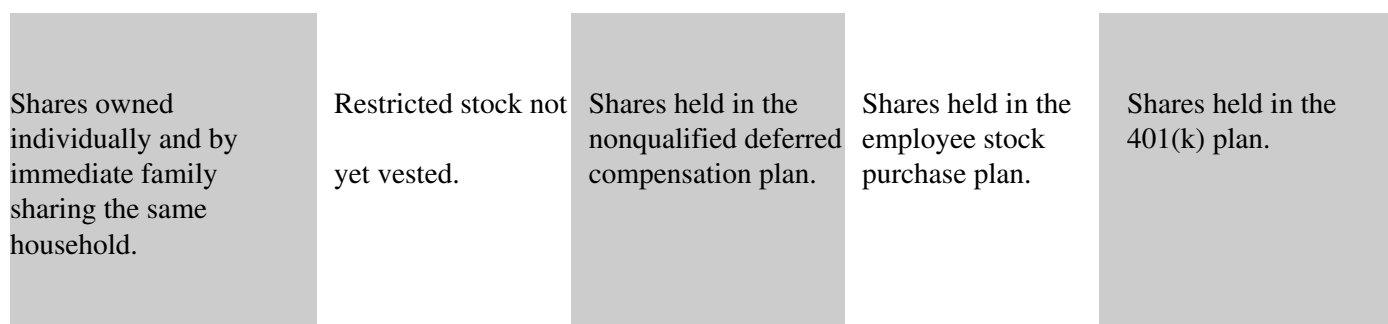 Shares owned
individually and by
immediate family
sharing the same
household.
Restricted stock not
yet vested.
Shares held in the
nonqualified deferred
compensation plan.
Shares held in the
employee stock
purchase plan.
Shares held in the
401(k) plan.